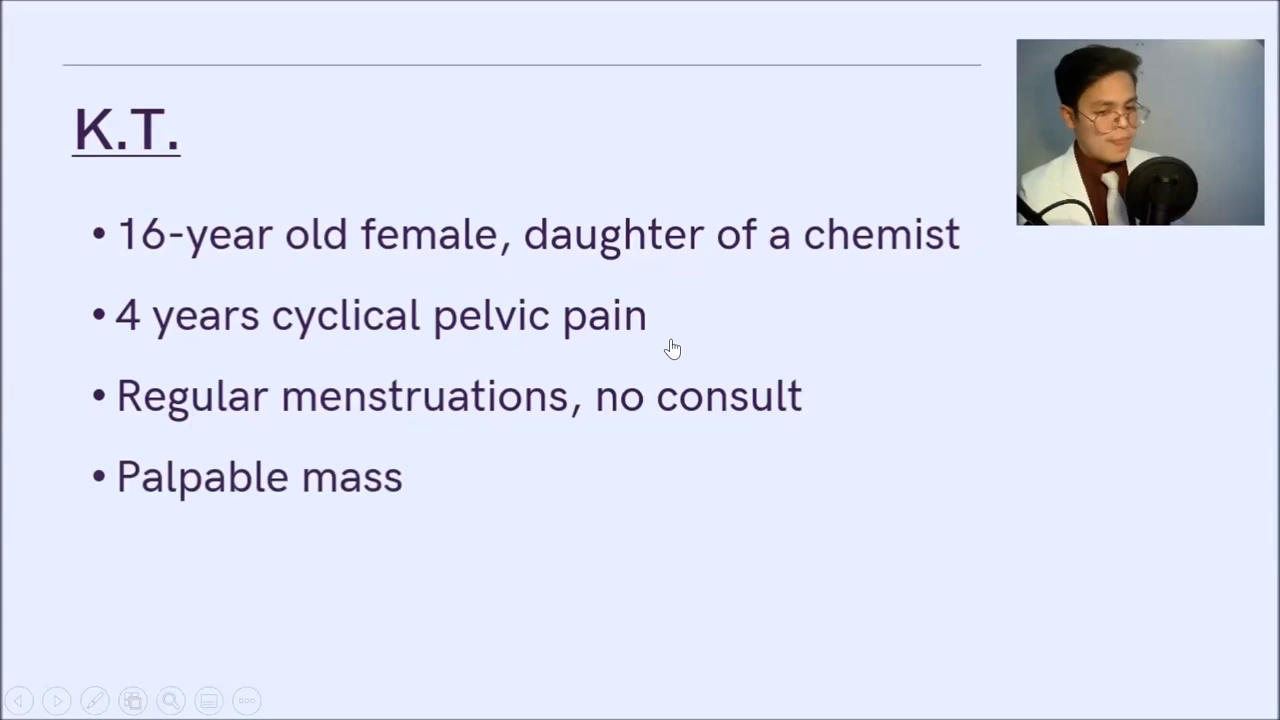 K.T.
• 16-year old female, daughter of a chemist
• 4 years cyclical pelvic pain
• Regular menstruations, no consult
• Palpable mass